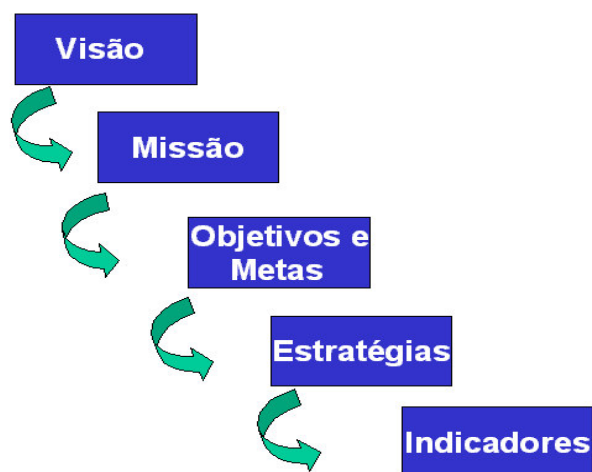 Visão
Missão
Objetivos e
Metas
Estratégias
Indicadores